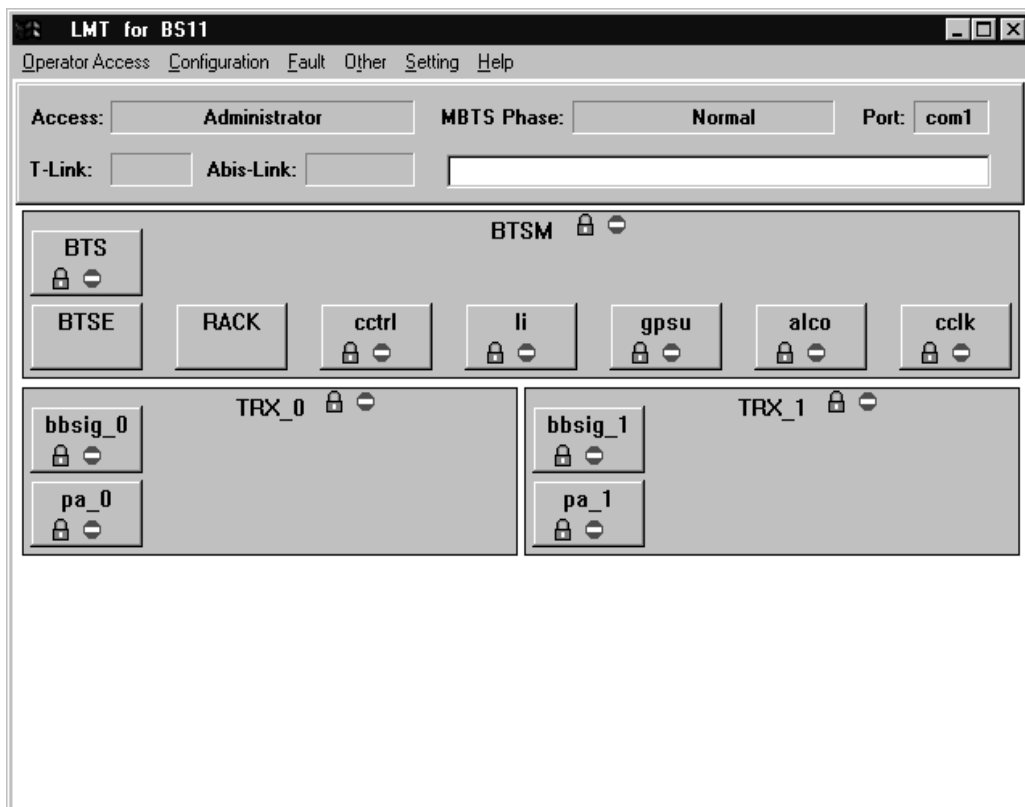 LMT for BS11
Operator Access Configuration Fault Other Setting Help
Access: Administrator MBTS Phase: Normal Port: com1
T-Link: Abis-Link:
BTSM
BTS
BTSE RACK cctrl li gpsu alco cclk
TRX_0
bbsig_0
pa_0
TRX_1
bbsig_1
pa_1